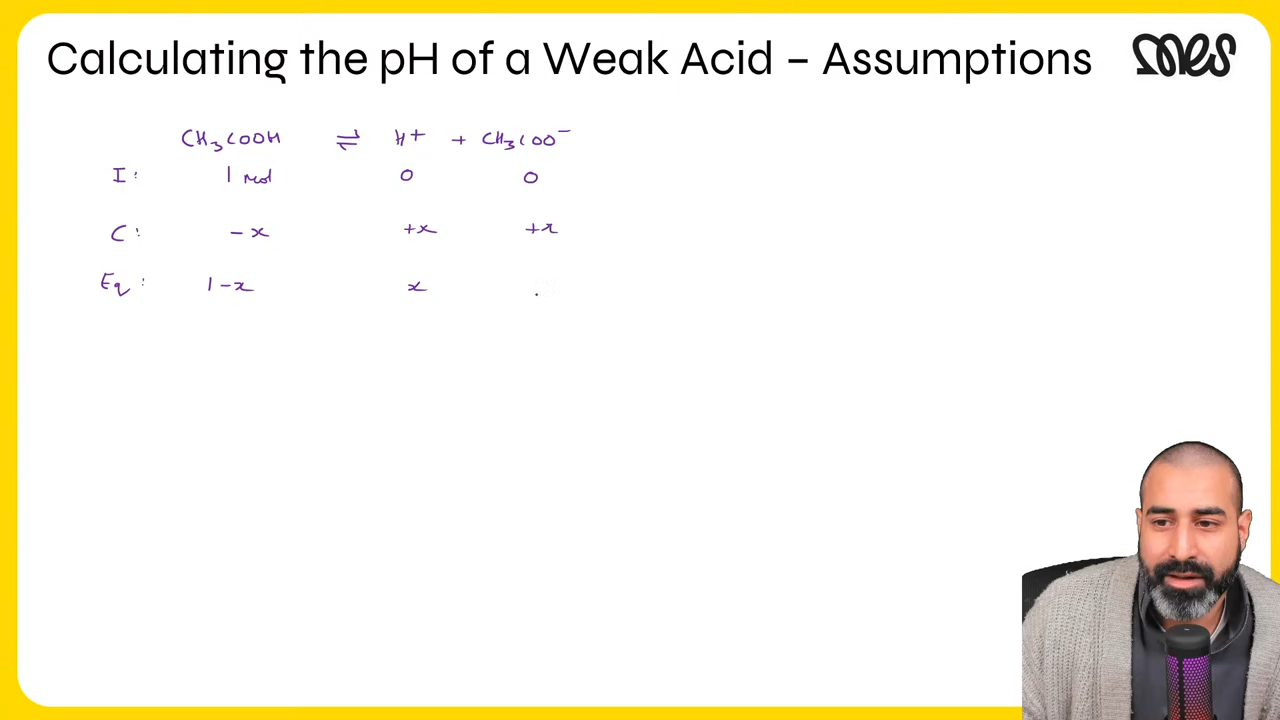 Calculating the pH of a Weak Acid – Assumptions
CH₃COOH ⇌ H⁺ + CH₃COO⁻
I: 1 mol 0 0
C: -x +x +x
Eq: 1-x x